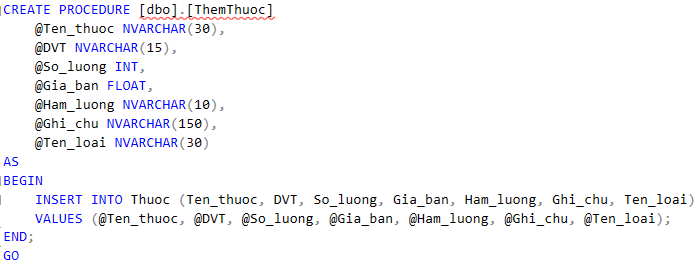 CREATE PROCEDURE [dbo].[ThemThuoc]
    @Ten_thuoc NVARCHAR(30),
    @DVT NVARCHAR(15),
    @So_luong INT,
    @Gia_ban FLOAT,
    @Ham_luong NVARCHAR(10),
    @Ghi_chu NVARCHAR(150),
    @Ten_loai NVARCHAR(30)
AS
BEGIN
    INSERT INTO Thuoc (Ten_thuoc, DVT, So_luong, Gia_ban, Ham_luong, Ghi_chu, Ten_loai)
    VALUES (@Ten_thuoc, @DVT, @So_luong, @Gia_ban, @Ham_luong, @Ghi_chu, @Ten_loai);
END;
GO